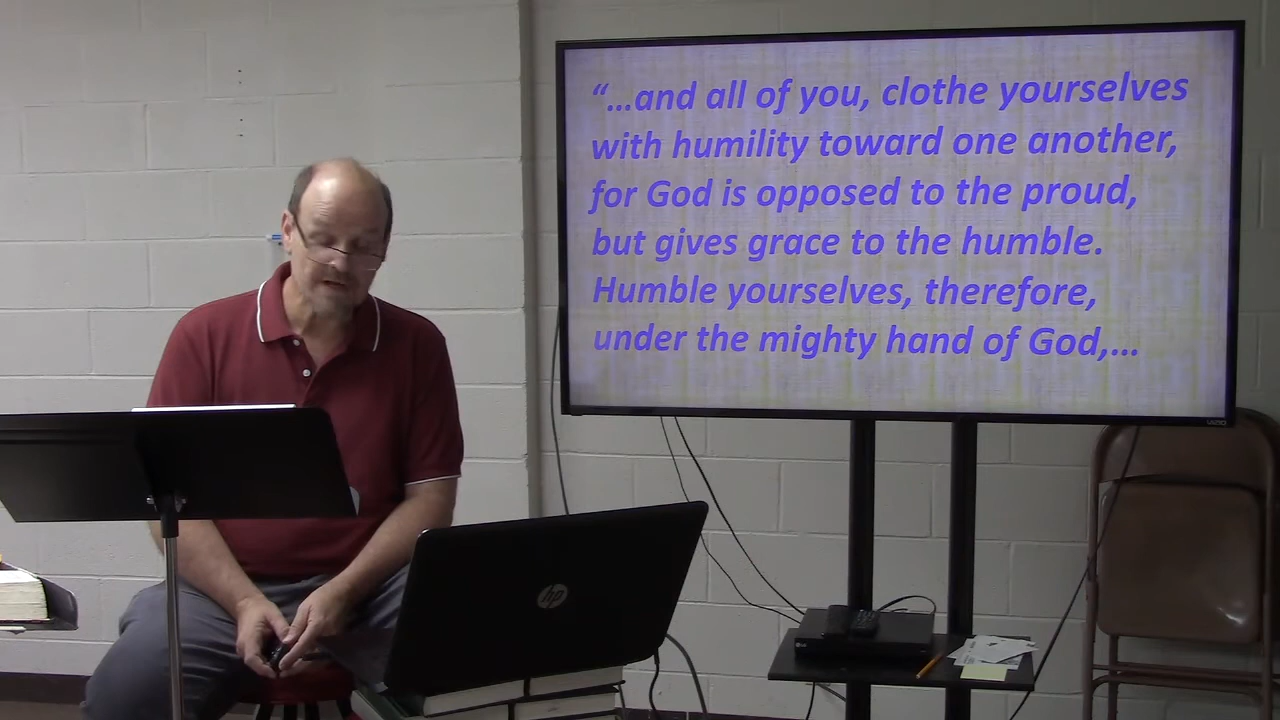 “...and all of you, clothe yourselves
with humility toward one another,
for God is opposed to the proud,
but gives grace to the humble.
Humble yourselves, therefore,
under the mighty hand of God,...
VIZIO
hp